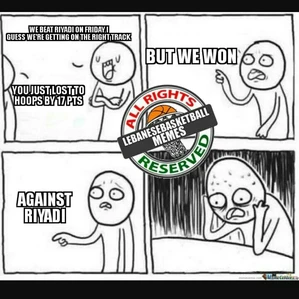 WE BEAT RIYADI ON FRIDAY I
GUESS WE'RE GETTING ON THE RIGHT TRACK
BUT WE WON
YOU JUST LOST TO
HOOPS BY 17 PTS
ALL RIGHTS
LEBANESEBASKETBALL
MEMES
RESERVED
AGAINST
RIYADI